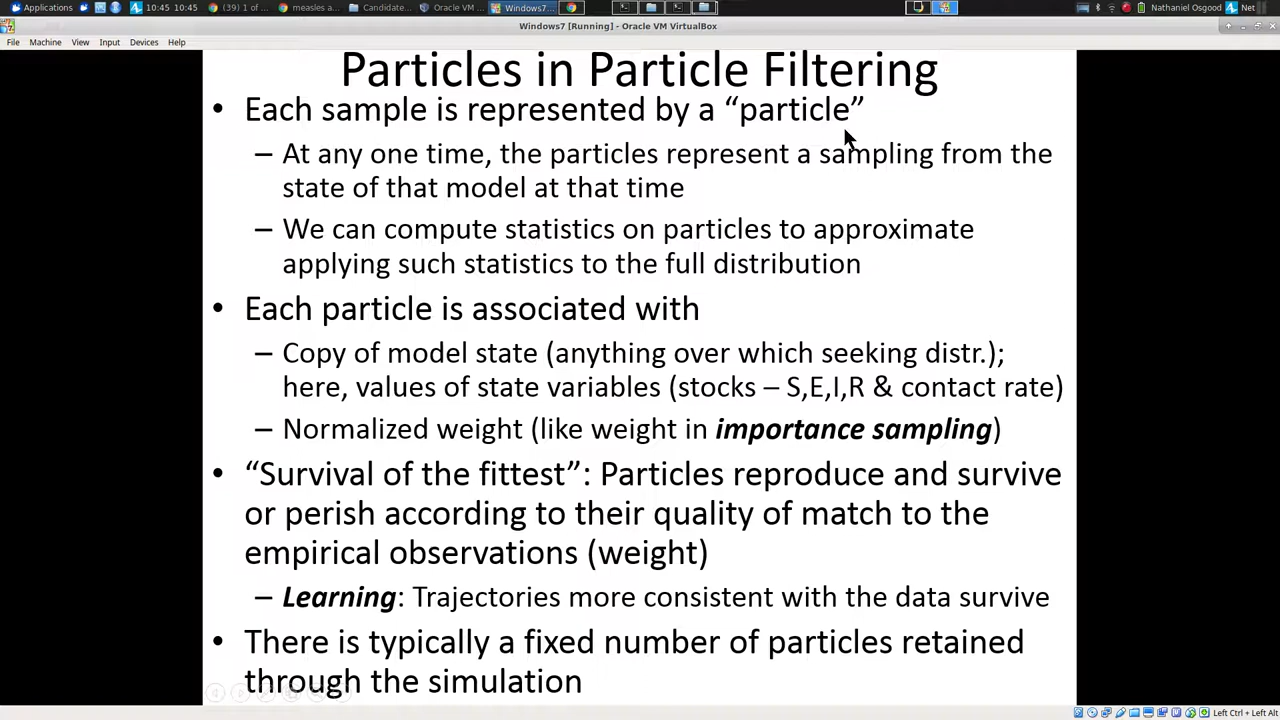 Applications 10:45 10:45 (39) 1 of ... measles a... Candidate... Oracle VM ... Windows7... Nathaniel Osgood Net
Windows7 [Running] - Oracle VM VirtualBox
File Machine View Input Devices Help
Particles in Particle Filtering
• Each sample is represented by a “particle”
– At any one time, the particles represent a sampling from the
state of that model at that time
– We can compute statistics on particles to approximate
applying such statistics to the full distribution
• Each particle is associated with
– Copy of model state (anything over which seeking distr.);
here, values of state variables (stocks – S,E,I,R & contact rate)
– Normalized weight (like weight in importance sampling)
• “Survival of the fittest”: Particles reproduce and survive
or perish according to their quality of match to the
empirical observations (weight)
– Learning: Trajectories more consistent with the data survive
• There is typically a fixed number of particles retained
through the simulation
Left Ctrl + Left Alt